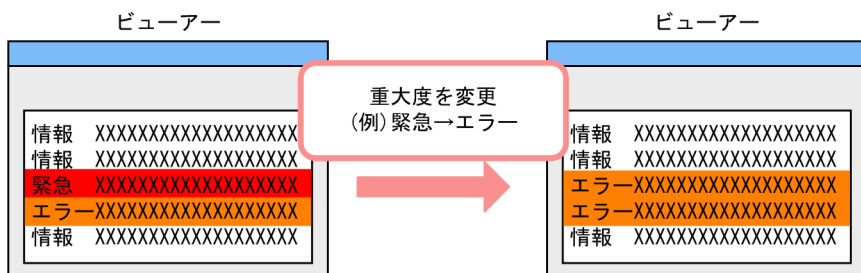 ビューアー
情報 XXXXXXXXXXXXXXXXXXX
情報 XXXXXXXXXXXXXXXXXXX
緊急 XXXXXXXXXXXXXXXXXXX
エラーXXXXXXXXXXXXXXXXXXX
情報 XXXXXXXXXXXXXXXXXXX
重大度を変更
(例)緊急→エラー
ビューアー
情報 XXXXXXXXXXXXXXXXXXX
情報 XXXXXXXXXXXXXXXXXXX
エラーXXXXXXXXXXXXXXXXXXX
エラーXXXXXXXXXXXXXXXXXXX
情報 XXXXXXXXXXXXXXXXXXX